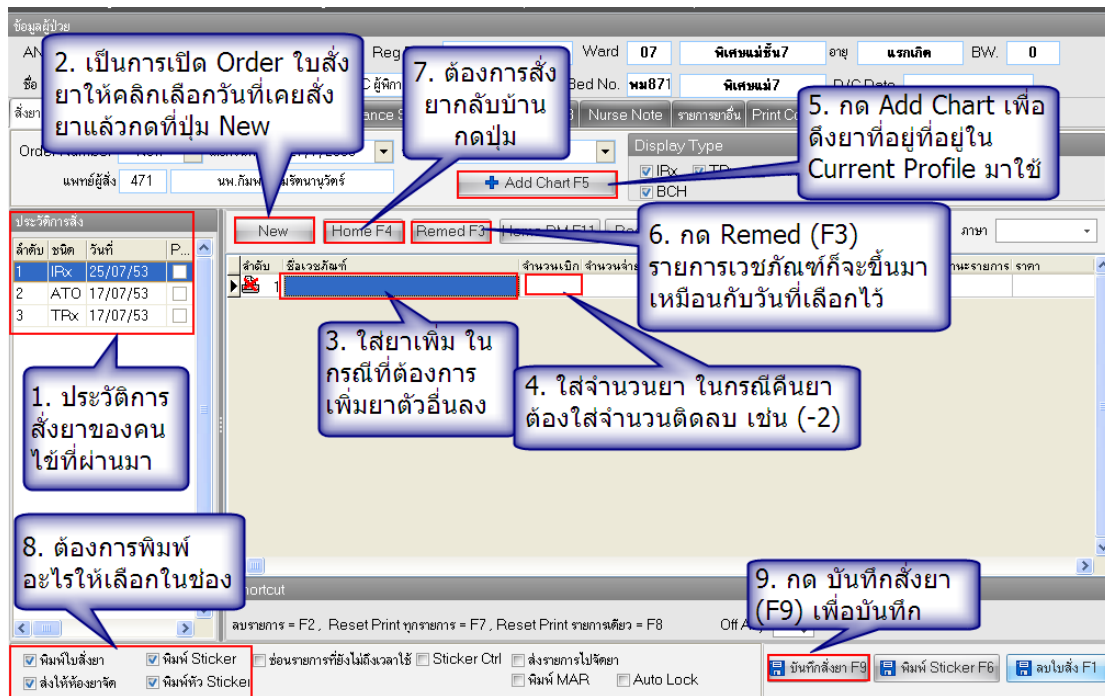 ข้อมูลผู้ป่วย
AN
Reg
Ward 07 พิเศษแม่ชั้น7 อายุ แรกเกิด BW. 0
ชื่อ
Bed No. พม871 พิเศษแม่7 D/C Date
2. เป็นการเปิด Order ใบสั่ง
ยาให้คลิกเลือกวันที่เคยสั่ง
ยาแล้วกดที่ปุ่ม New
7. ต้องการสั่ง
ยากลับบ้าน
กดปุ่ม
5. กด Add Chart เพื่อ
ดึงยาที่อยู่ที่อยู่ใน
Current Profile มาใช้
Nurse Note รายการยาอื่น
Display Type
IRx
BCH
แพทย์ผู้สั่ง 471
Add Chart F5
ประวัติการสั่ง
New Home F4 Remed F3 Home RM F11
ภาษา
ลำดับ ชนิด วันที่ P...
1 IRx 25/07/53
2 ATO 17/07/53
3 TRx 17/07/53
ลำดับ ชื่อเวชภัณฑ์ จำนวนเบิก จำนวนจ่าย
ราคา
1
6. กด Remed (F3)
รายการเวชภัณฑ์ก็จะขึ้นมา
เหมือนกับวันที่เลือกไว้
3. ใส่ยาเพิ่ม ใน
กรณีที่ต้องการ
เพิ่มยาตัวอื่นลง
4. ใส่จำนวนยา ในกรณีคืนยา
ต้องใส่จำนวนติดลบ เช่น (-2)
1. ประวัติการ
สั่งยาของคน
ไข้ที่ผ่านมา
8. ต้องการพิมพ์
อะไรให้เลือกในช่อง
9. กด บันทึกสั่งยา
(F9) เพื่อบันทึก
ลบรายการ = F2 , Reset Print ทุกรายการ = F7 , Reset Print รายการเดียว = F8
พิมพ์ใบสั่งยา พิมพ์ Sticker ซ่อนรายการที่ยังไม่ถึงเวลาใช้ Sticker Ctrl ส่งรายการไปจัดยา
ส่งให้ห้องยาจัด พิมพ์หัว Sticker พิมพ์ MAR Auto Lock
บันทึกสั่งยา F9 พิมพ์ Sticker F6 ลบใบสั่ง F1